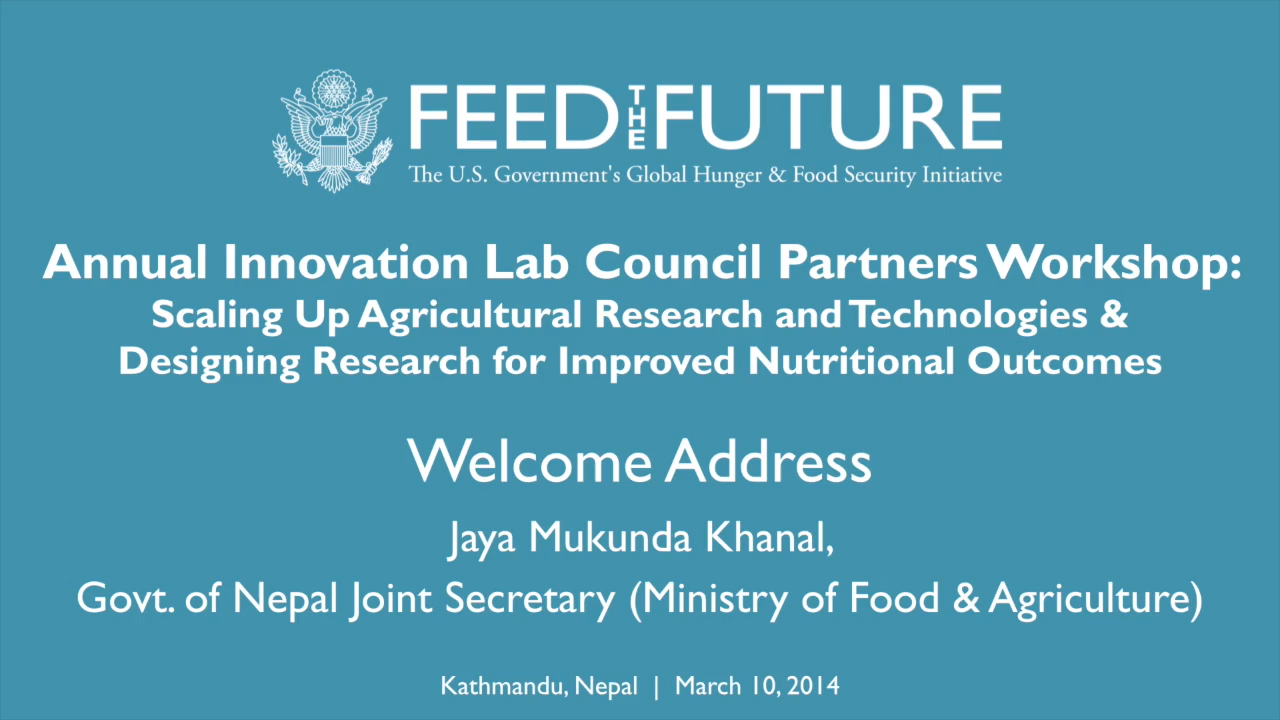 FEED THE FUTURE
The U.S. Government's Global Hunger & Food Security Initiative
Annual Innovation Lab Council Partners Workshop:
Scaling Up Agricultural Research and Technologies &
Designing Research for Improved Nutritional Outcomes
Welcome Address
Jaya Mukunda Khanal,
Govt. of Nepal Joint Secretary (Ministry of Food & Agriculture)
Kathmandu, Nepal | March 10, 2014